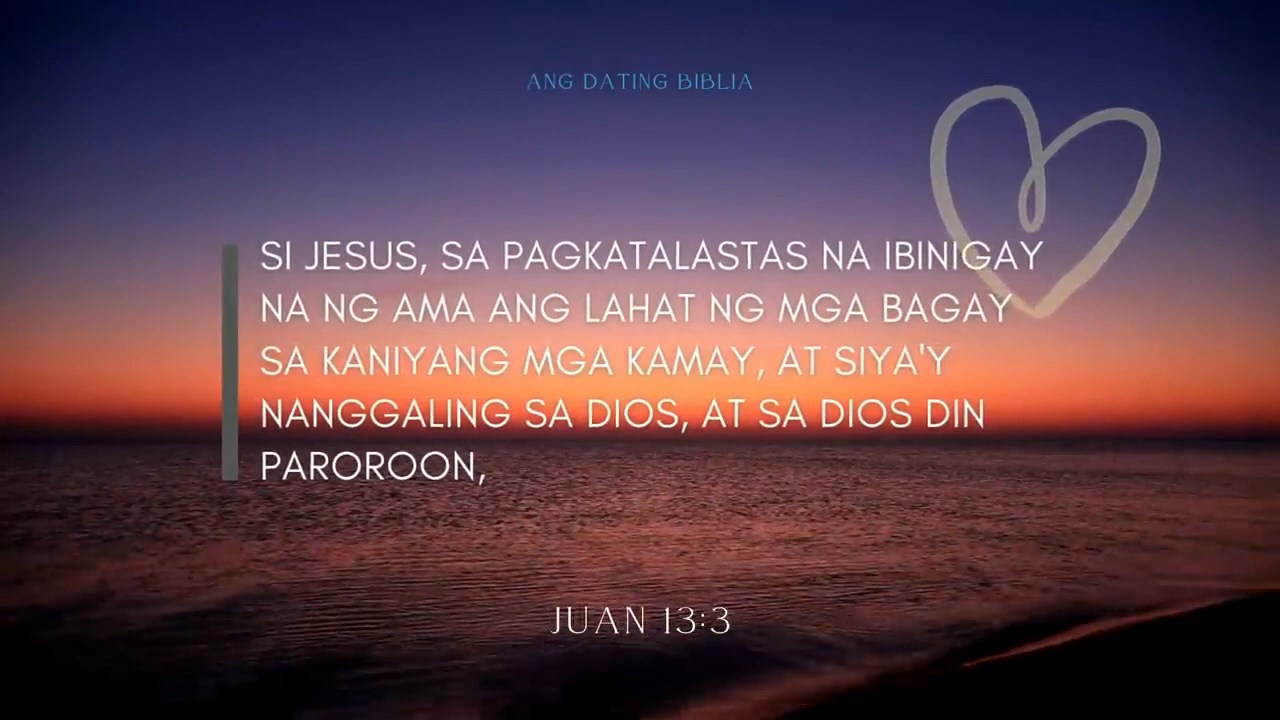 ANG DATING BIBLIA
SI JESUS, SA PAGKATALASTAS NA IBINIGAY
NA NG AMA ANG LAHAT NG MGA BAGAY
SA KANIYANG MGA KAMAY, AT SIYA'Y
NANGGALING SA DIOS, AT SA DIOS DIN
PAROROON,
JUAN 13:3